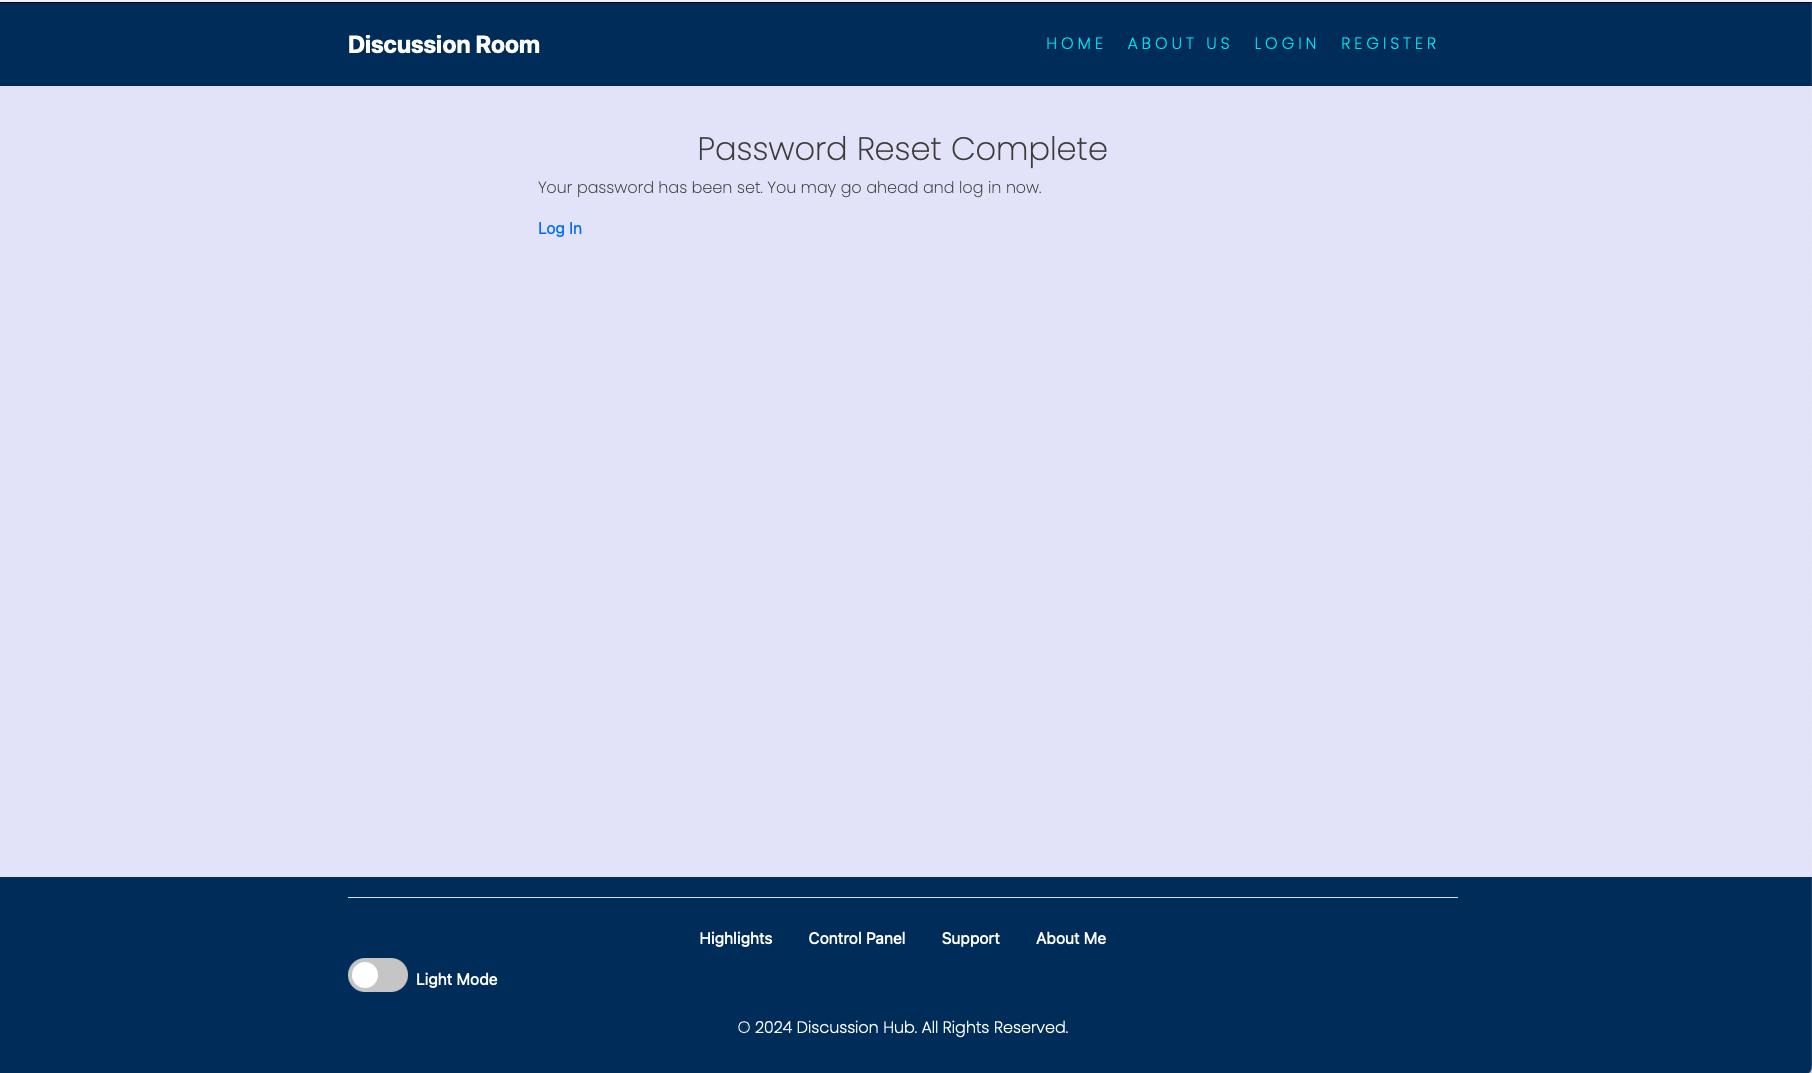 Discussion Room
HOME ABOUT US LOGIN REGISTER
Password Reset Complete
Your password has been set. You may go ahead and log in now.
Log In
Highlights Control Panel Support About Me
Light Mode
© 2024 Discussion Hub. All Rights Reserved.